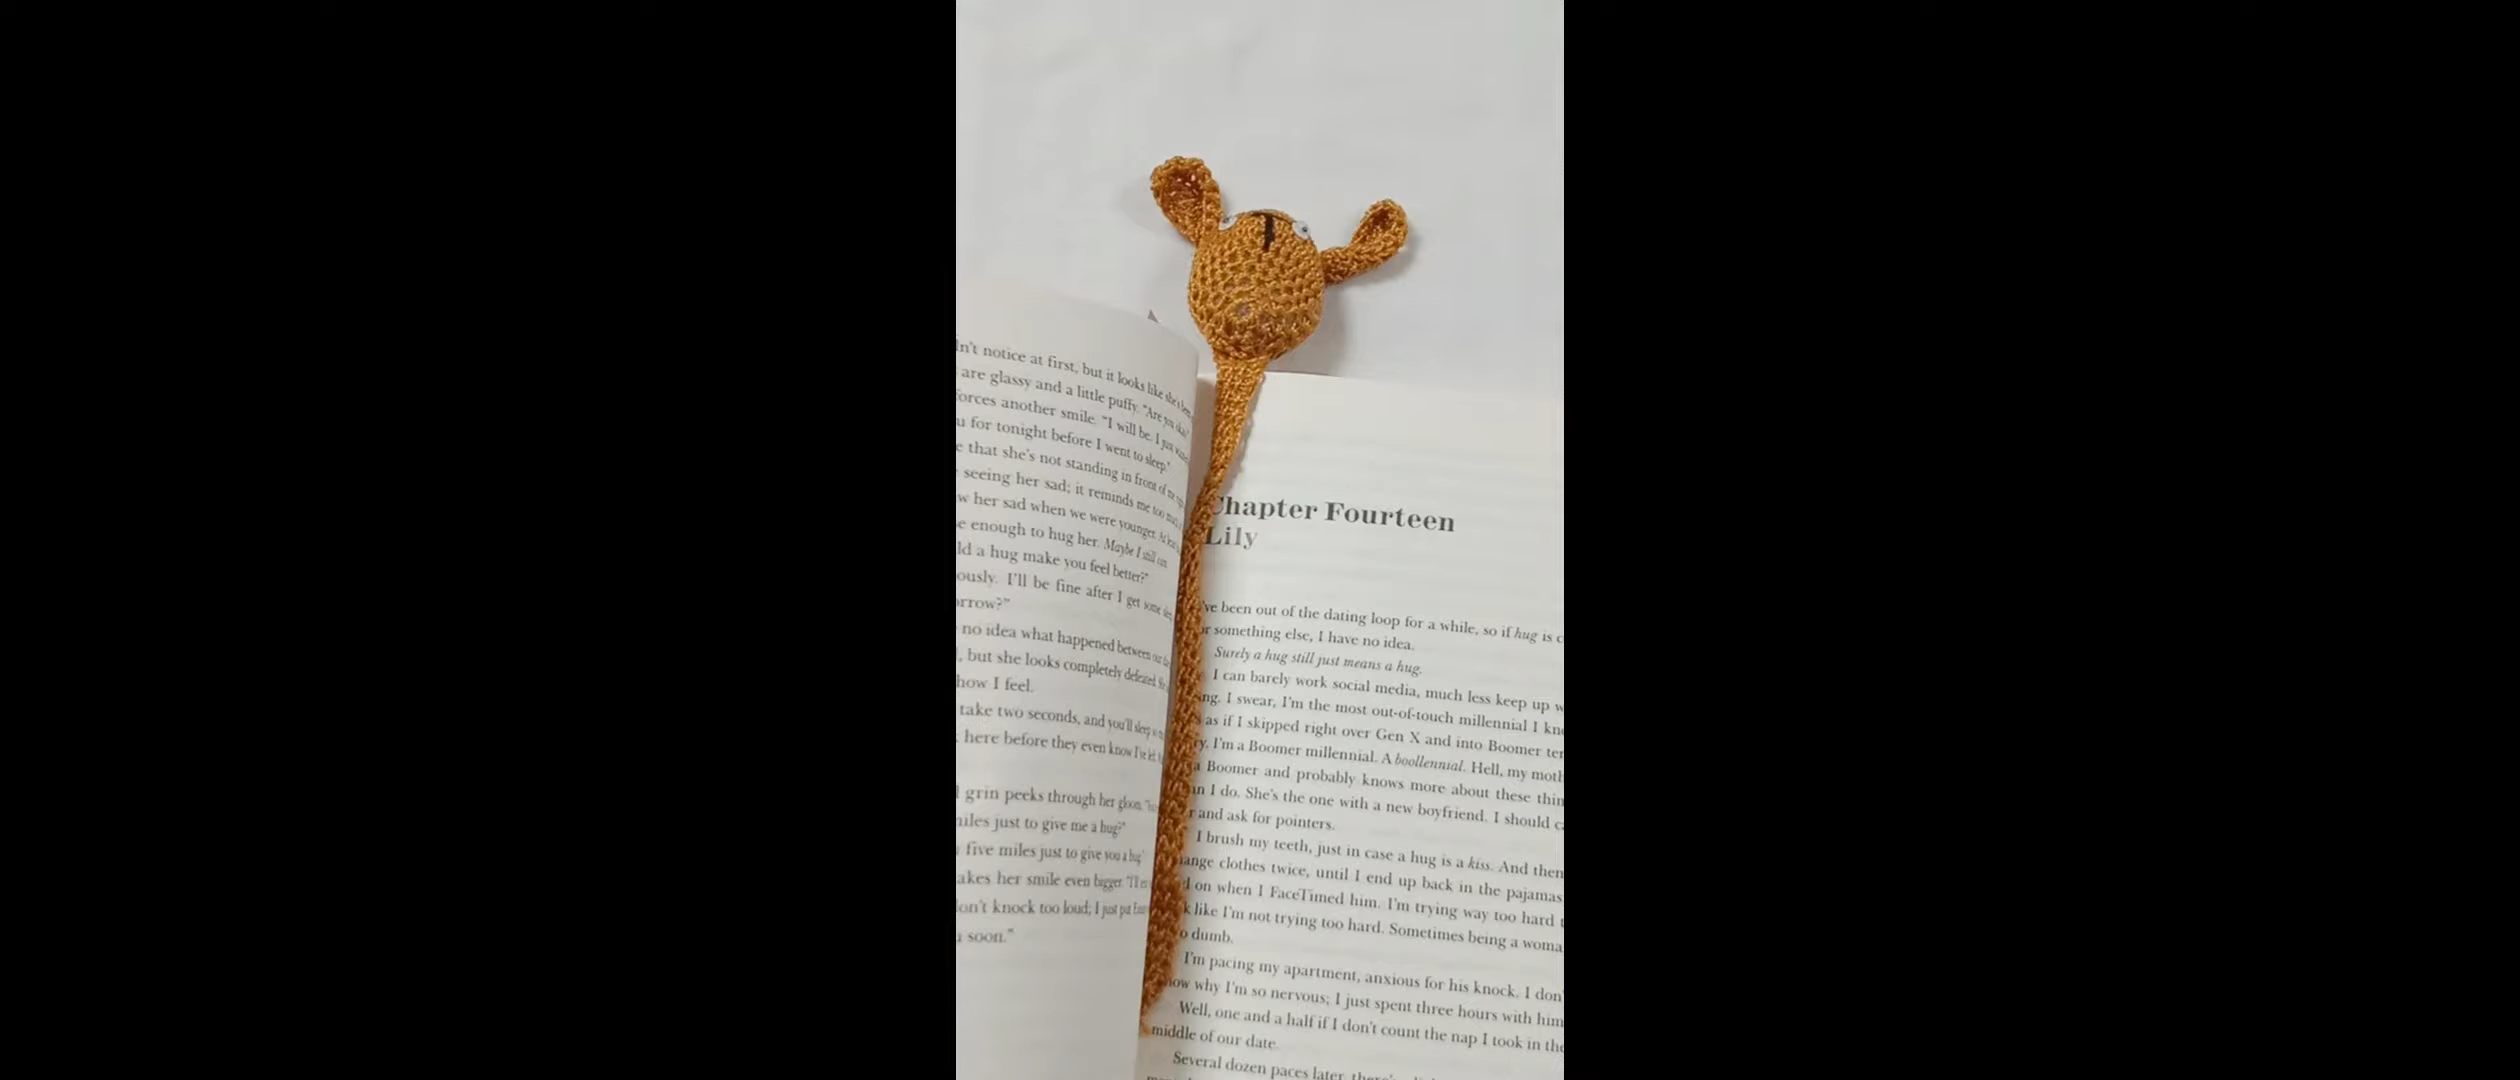 n't notice at first, but it looks like she's been
are glassy and a little puffy. "Are you okay?"
forces another smile. "I will be. I just
u for tonight before I went to sleep."
e that she's not standing in front of me
seeing her sad; it reminds me too
w her sad when we were younger. At least
e enough to hug her. Maybe I still can.
ld a hug make you feel better?"
ously. I'll be fine after I get some
rrow?"
no idea what happened between our
, but she looks completely defeated.
how I feel.
take two seconds, and you'll sleep
here before they even know I've
grin peeks through her gloom.
niles just to give me a hug?"
five miles just to give you a hug."
akes her smile even bigger.
on't knock too loud; I just put
soon."
Chapter Fourteen
Lily
've been out of the dating loop for a while, so if hug is
or something else, I have no idea.
Surely a hug still just means a hug.
I can barely work social media, much less keep up
ng. I swear, I'm the most out-of-touch millennial I
as if I skipped right over Gen X and into Boomer
y. I'm a Boomer millennial. A boollennial. Hell, my
a Boomer and probably knows more about these
an I do. She's the one with a new boyfriend. I should
r and ask for pointers.
I brush my teeth, just in case a hug is a kiss. And then
ange clothes twice, until I end up back in the pajamas
on when I FaceTimed him. I'm trying way too hard
k like I'm not trying too hard. Sometimes being a
o dumb.
I'm pacing my apartment, anxious for his knock. I don'
now why I'm so nervous; I just spent three hours with him
Well, one and a half if I don't count the nap I took in the
middle of our date.
Several dozen paces later,